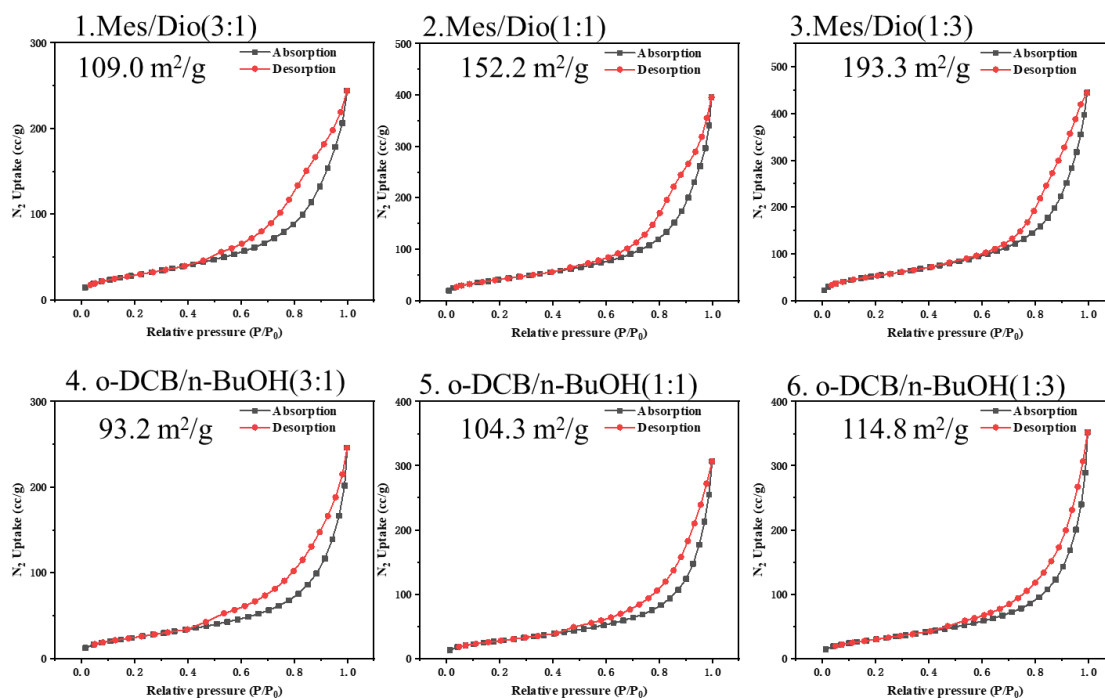 1.Mes/Dio(3:1)
109.0 m²/g
Absorption
Desorption
N₂ Uptake (cc/g)
300
200
100
0
0.0 0.2 0.4 0.6 0.8 1.0
Relative pressure (P/P₀)
2.Mes/Dio(1:1)
152.2 m²/g
Absorption
Desorption
N₂ Uptake (cc/g)
500
400
300
200
100
0
0.0 0.2 0.4 0.6 0.8 1.0
Relative pressure (P/P₀)
3.Mes/Dio(1:3)
193.3 m²/g
Absorption
Desorption
N₂ Uptake (cc/g)
500
400
300
200
100
0
0.0 0.2 0.4 0.6 0.8 1.0
Relative pressure (P/P₀)
4. o-DCB/n-BuOH(3:1)
93.2 m²/g
Absorption
Desorption
N₂ Uptake (cc/g)
300
200
100
0
0.0 0.2 0.4 0.6 0.8 1.0
Relative pressure (P/P₀)
5. o-DCB/n-BuOH(1:1)
104.3 m²/g
Absorption
Desorption
N₂ Uptake (cc/g)
400
300
200
100
0
0.0 0.2 0.4 0.6 0.8 1.0
Relative pressure (P/P₀)
6. o-DCB/n-BuOH(1:3)
114.8 m²/g
Absorption
Desorption
N₂ Uptake (cc/g)
400
300
200
100
0
0.0 0.2 0.4 0.6 0.8 1.0
Relative pressure (P/P₀)